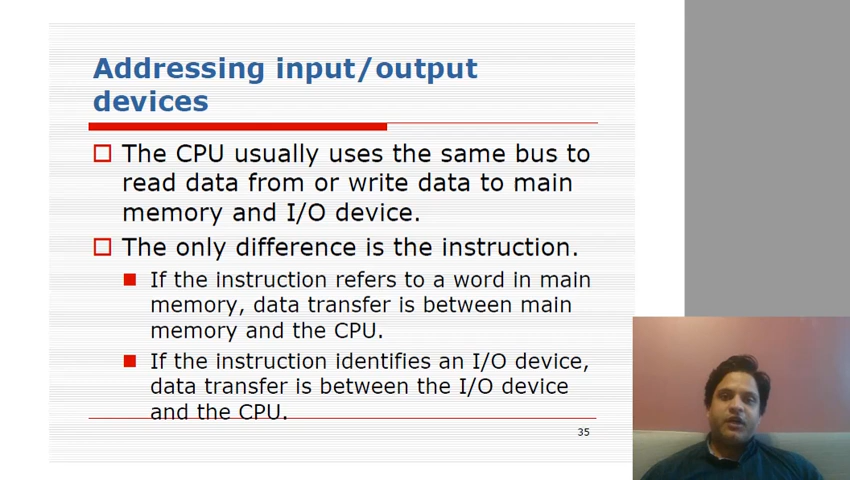 Addressing input/output
devices
The CPU usually uses the same bus to
read data from or write data to main
memory and I/O device.
The only difference is the instruction.
If the instruction refers to a word in main
memory, data transfer is between main
memory and the CPU.
If the instruction identifies an I/O device,
data transfer is between the I/O device
and the CPU.
35